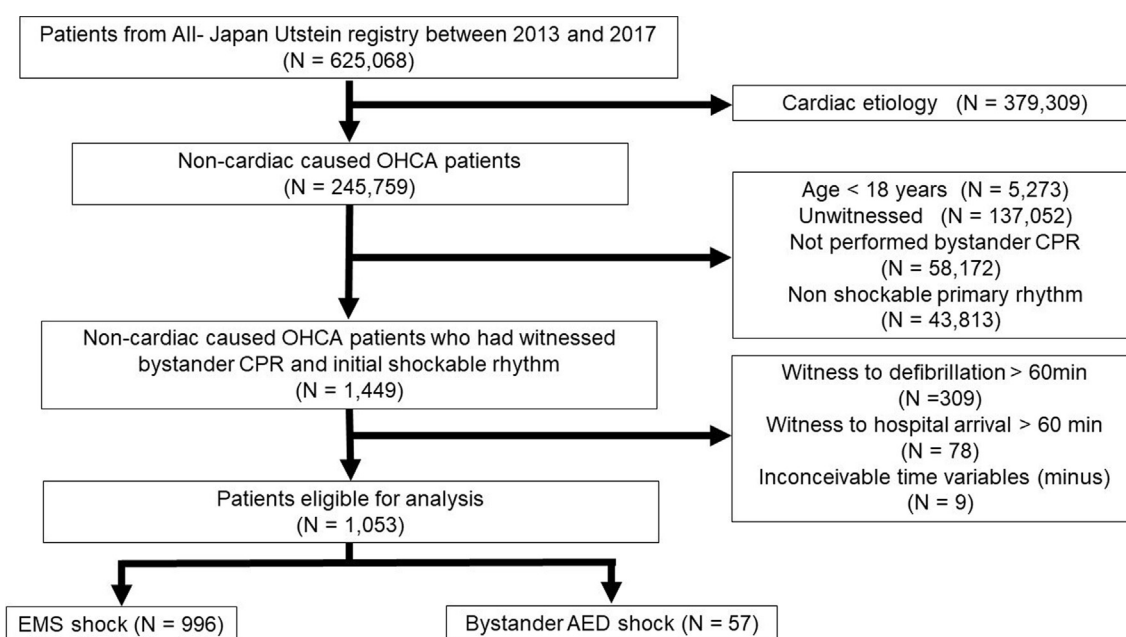 Patients from All- Japan Utstein registry between 2013 and 2017
(N = 625,068)
Cardiac etiology (N = 379,309)
Non-cardiac caused OHCA patients
(N = 245,759)
Age < 18 years (N = 5,273)
Unwitnessed (N = 137,052)
Not performed bystander CPR
(N = 58,172)
Non shockable primary rhythm
(N = 43,813)
Non-cardiac caused OHCA patients who had witnessed
bystander CPR and initial shockable rhythm
(N = 1,449)
Witness to defibrillation > 60min
(N =309)
Witness to hospital arrival > 60 min
(N = 78)
Inconceivable time variables (minus)
(N = 9)
Patients eligible for analysis
(N = 1,053)
EMS shock (N = 996)
Bystander AED shock (N = 57)